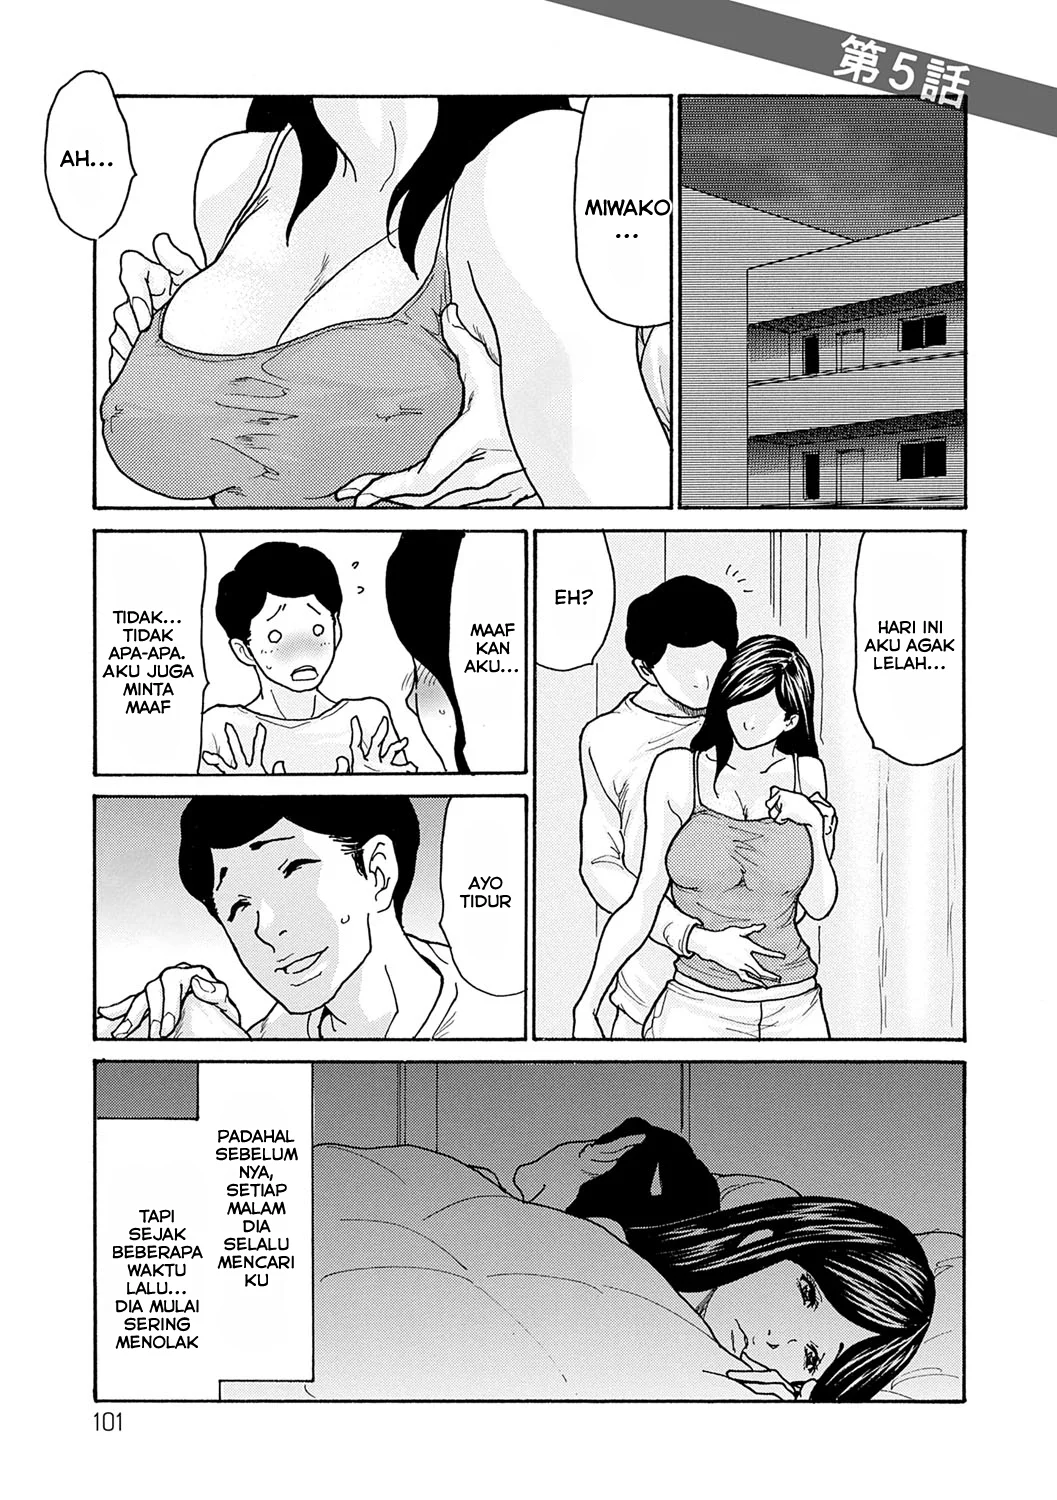 第5話
MIWAKO
...
AH...
HARI INI
AKU AGAK
LELAH...
EH?
MAAF
KAN
AKU...
TIDAK...
TIDAK
APA-APA.
AKU JUGA
MINTA
MAAF
AYO
TIDUR
PADAHAL
SEBELUM
NYA,
SETIAP
MALAM
DIA
SELALU
MENCARI
KU
TAPI
SEJAK
BEBERAPA
WAKTU
LALU...
DIA MULAI
SERING
MENOLAK
101